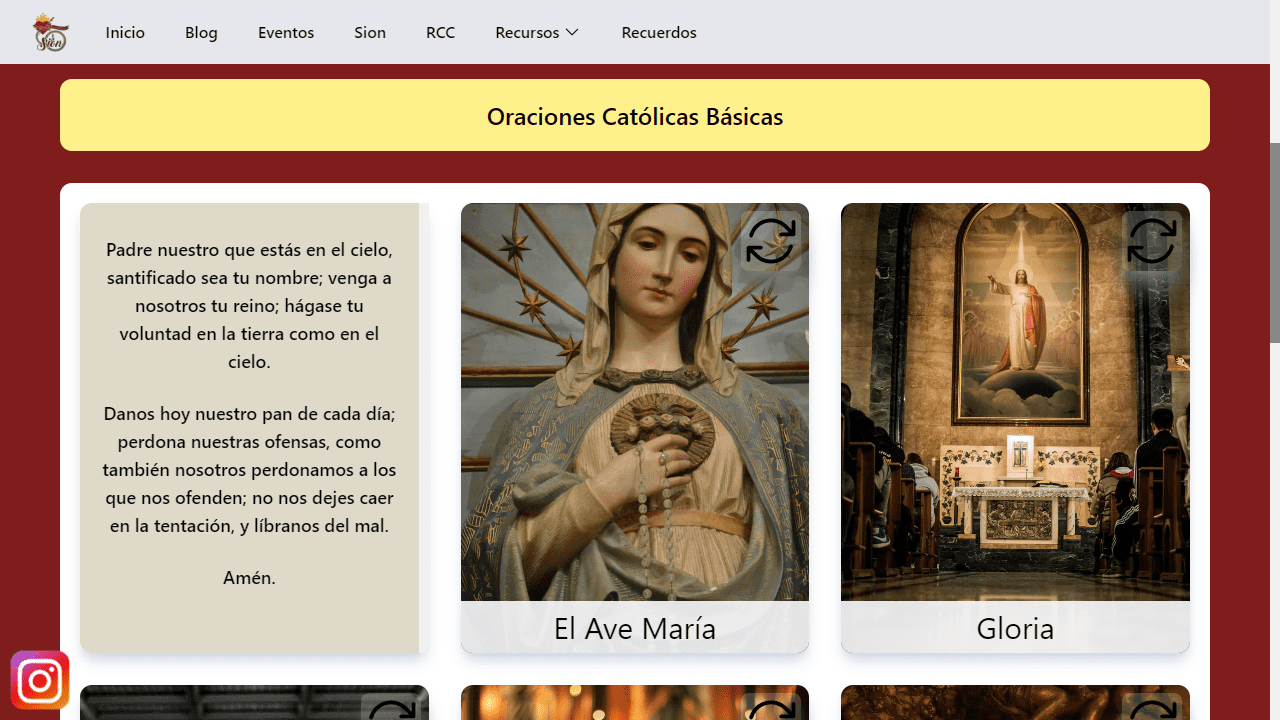 Sion
Inicio
Blog
Eventos
Sion
RCC
Recursos
Recuerdos
Oraciones Católicas Básicas
Padre nuestro que estás en el cielo,
santificado sea tu nombre; venga a
nosotros tu reino; hágase tu
voluntad en la tierra como en el
cielo.
Danos hoy nuestro pan de cada día;
perdona nuestras ofensas, como
también nosotros perdonamos a los
que nos ofenden; no nos dejes caer
en la tentación, y líbranos del mal.
Amén.
El Ave María
Gloria